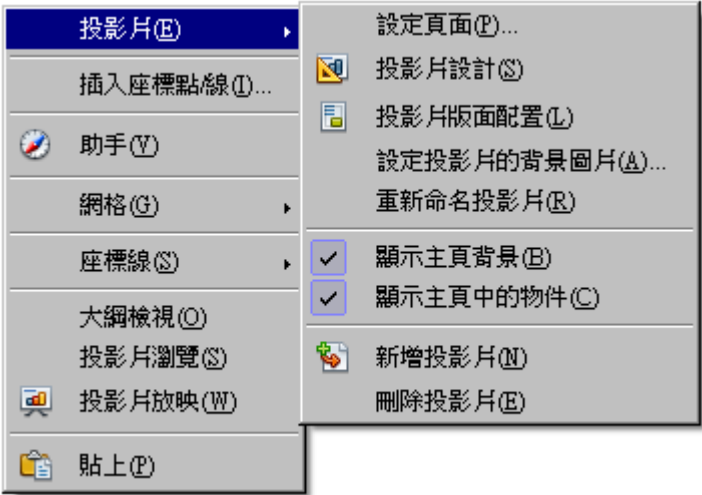 投影片(E)
插入座標點/線(I)...
助手(V)
網格(G)
座標線(S)
大綱檢視(O)
投影片瀏覽(S)
投影片放映(W)
貼上(P)
設定頁面(P)...
投影片設計(S)
投影片版面配置(L)
設定投影片的背景圖片(A)...
重新命名投影片(R)
顯示主頁背景(B)
顯示主頁中的物件(C)
新增投影片(N)
刪除投影片(E)